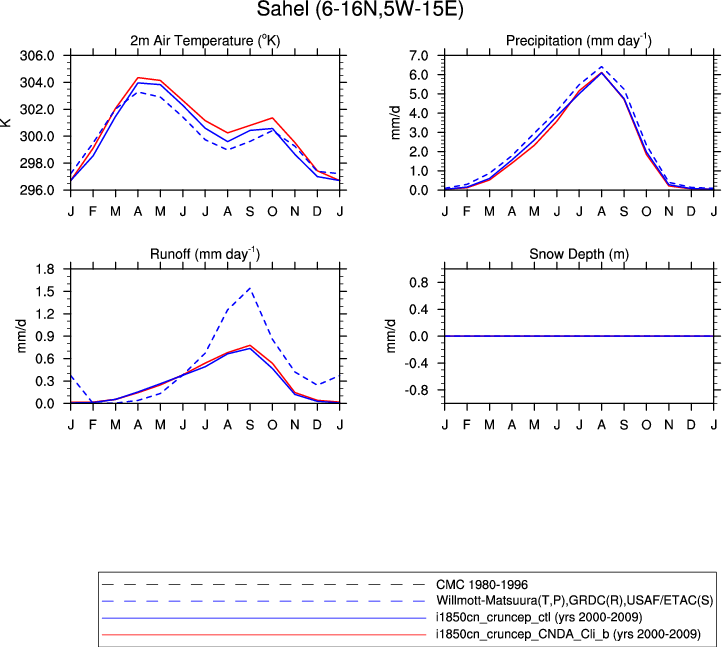 Sahel (6-16N,5W-15E)
2m Air Temperature (°K)
306.0
304.0
302.0
300.0
298.0
296.0
K
J F M A M J J A S O N D J
Precipitation (mm day-1)
7.0
6.0
5.0
4.0
3.0
2.0
1.0
0.0
mm/d
J F M A M J J A S O N D J
Runoff (mm day-1)
1.8
1.5
1.2
0.9
0.6
0.3
0.0
mm/d
J F M A M J J A S O N D J
Snow Depth (m)
0.8
0.4
0.0
-0.4
-0.8
mm/d
J F M A M J J A S O N D J
CMC 1980-1996
Willmott-Matsuura(T,P),GRDC(R),USAF/ETAC(S)
i1850cn_cruncep_ctl (yrs 2000-2009)
i1850cn_cruncep_CNDA_Cli_b (yrs 2000-2009)